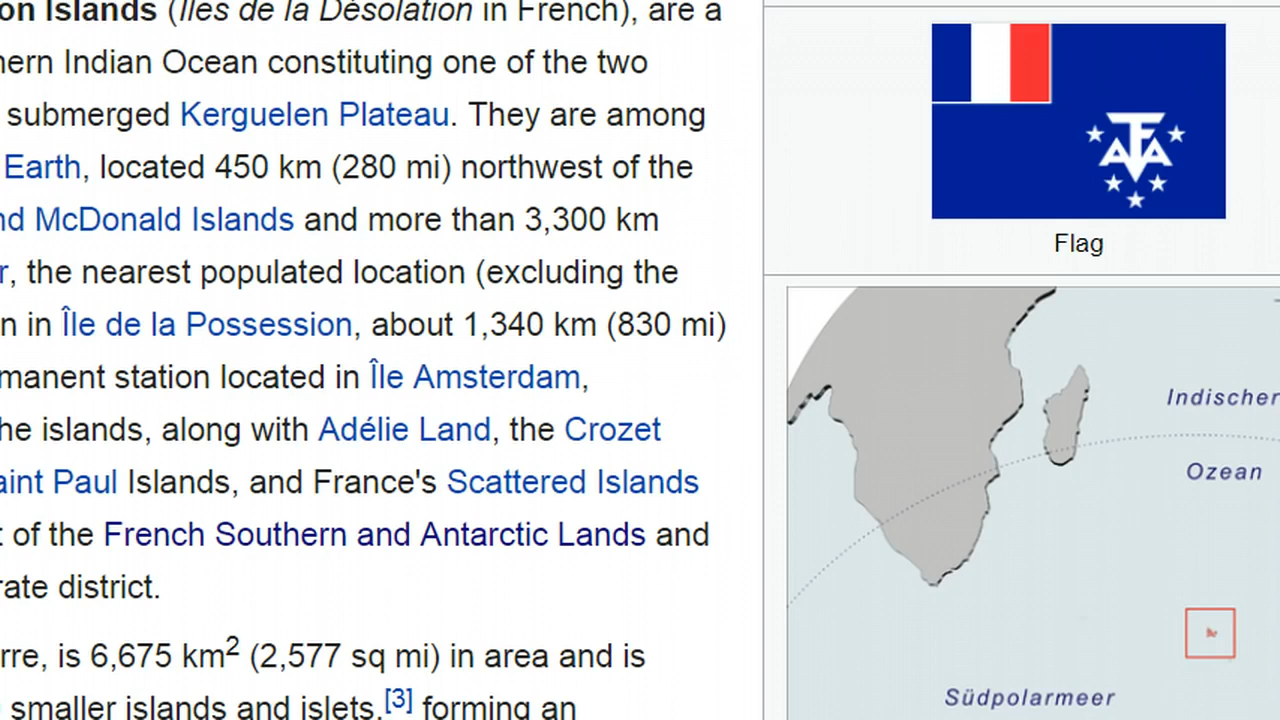 on Islands (Îles de la Désolation in French), are a
hern Indian Ocean constituting one of the two
submerged Kerguelen Plateau. They are among
Earth, located 450 km (280 mi) northwest of the
nd McDonald Islands and more than 3,300 km
r, the nearest populated location (excluding the
n in Île de la Possession, about 1,340 km (830 mi)
manent station located in Île Amsterdam,
he islands, along with Adélie Land, the Crozet
aint Paul Islands, and France's Scattered Islands
t of the French Southern and Antarctic Lands and
rate district.
rre, is 6,675 km² (2,577 sq mi) in area and is
smaller islands and islets.[3] forming an
TAAF
Flag
Indischer
Ozean
Südpolarmeer